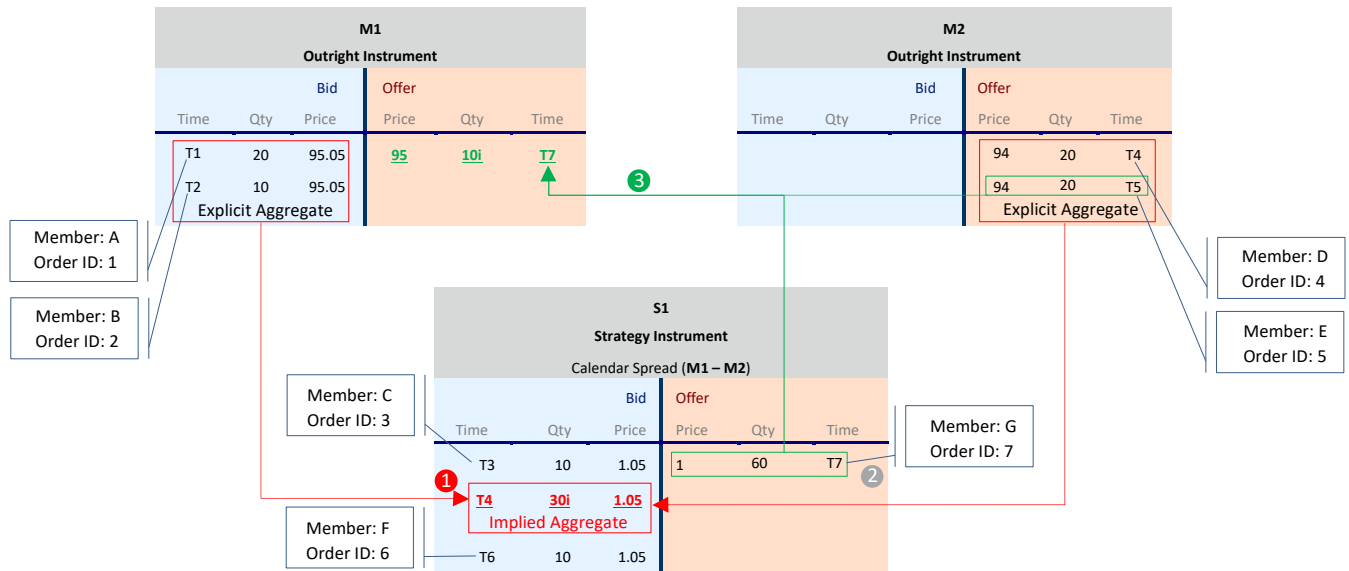 M1
Outright Instrument
Bid Offer
Time Qty Price Price Qty Time
T1 20 95.05 95 10i T7
T2 10 95.05
Explicit Aggregate
M2
Outright Instrument
Bid Offer
Time Qty Price Price Qty Time
94 20 T4
94 20 T5
Explicit Aggregate
3
Member: A
Order ID: 1
Member: B
Order ID: 2
Member: D
Order ID: 4
Member: E
Order ID: 5
S1
Strategy Instrument
Calendar Spread (M1 – M2)
Bid Offer
Time Qty Price Price Qty Time
T3 10 1.05 1 60 T7
1
2
T4 30i 1.05
Implied Aggregate
T6 10 1.05
Member: C
Order ID: 3
Member: G
Order ID: 7
Member: F
Order ID: 6